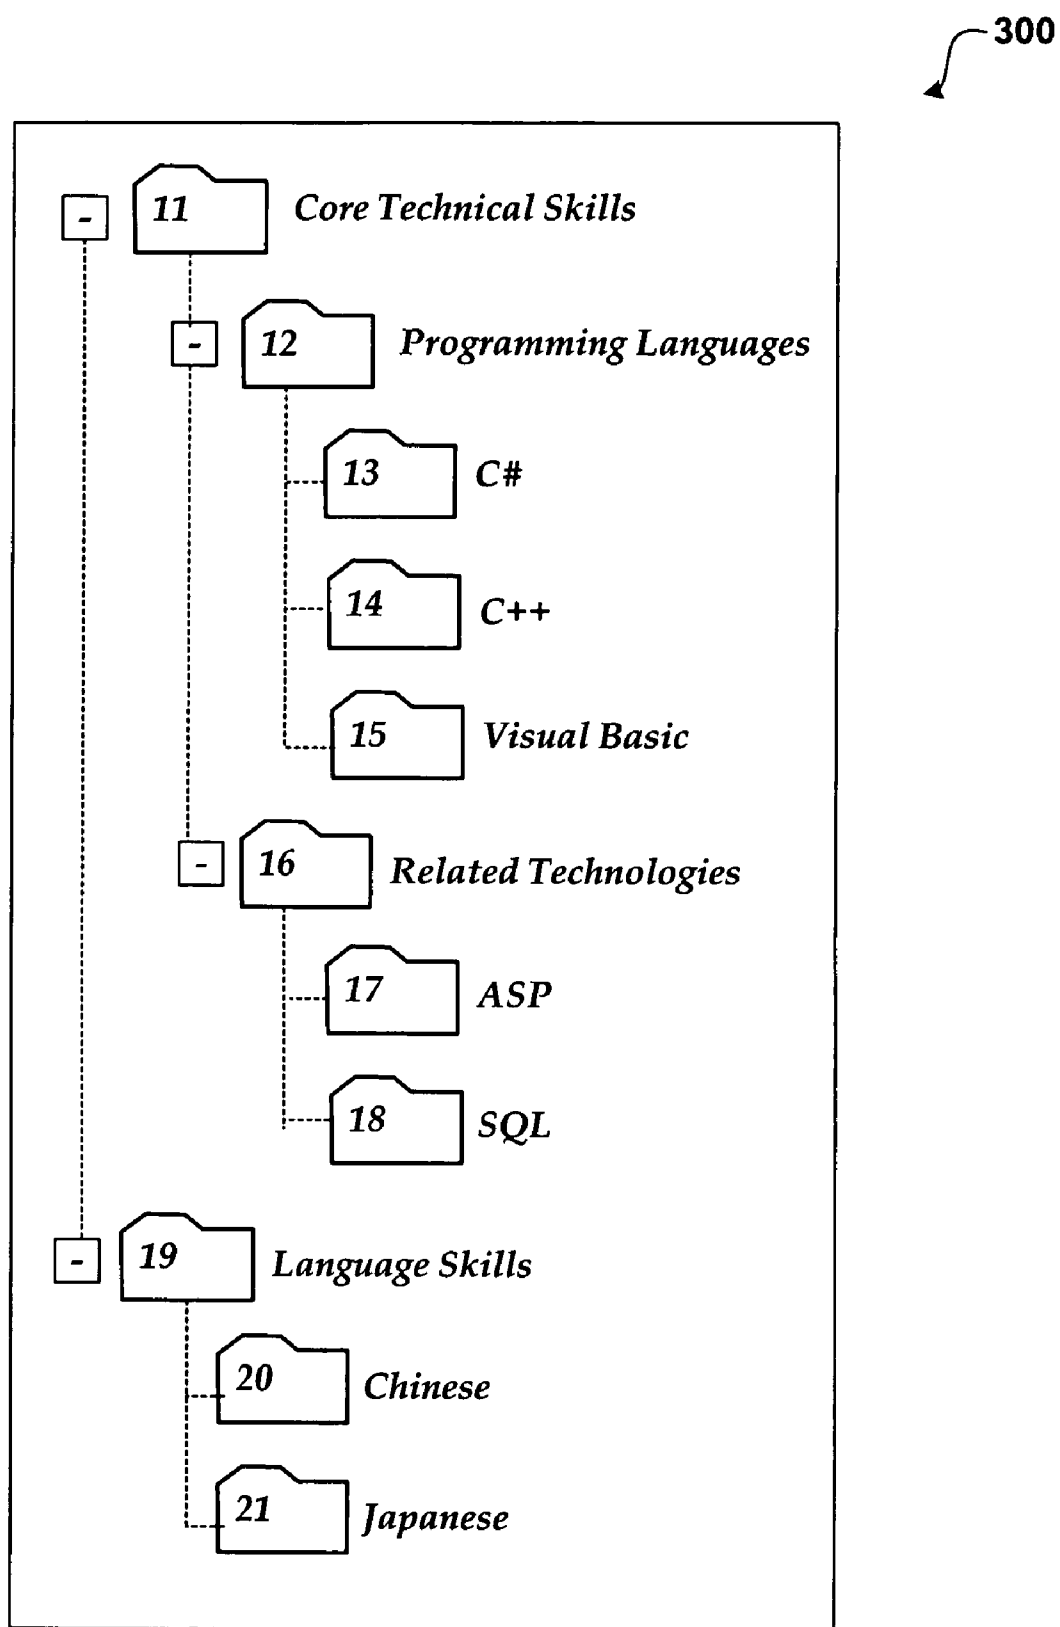 300
- 11 Core Technical Skills
- 12 Programming Languages
13 C#
14 C++
15 Visual Basic
- 16 Related Technologies
17 ASP
18 SQL
- 19 Language Skills
20 Chinese
21 Japanese